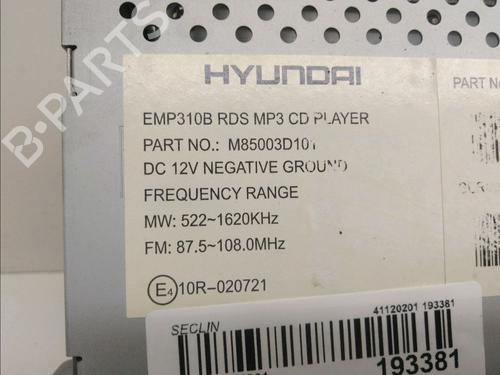 HYUNDAI
EMP310B RDS MP3 CD PLAYER
PART NO.: M85003D101
DC 12V NEGATIVE GROUND
FREQUENCY RANGE
MW: 522~1620KHz
FM: 87.5~108.0MHz
E4 10R-020721
PART No
SECLIN
41120201 193381
193381
B-PARTS